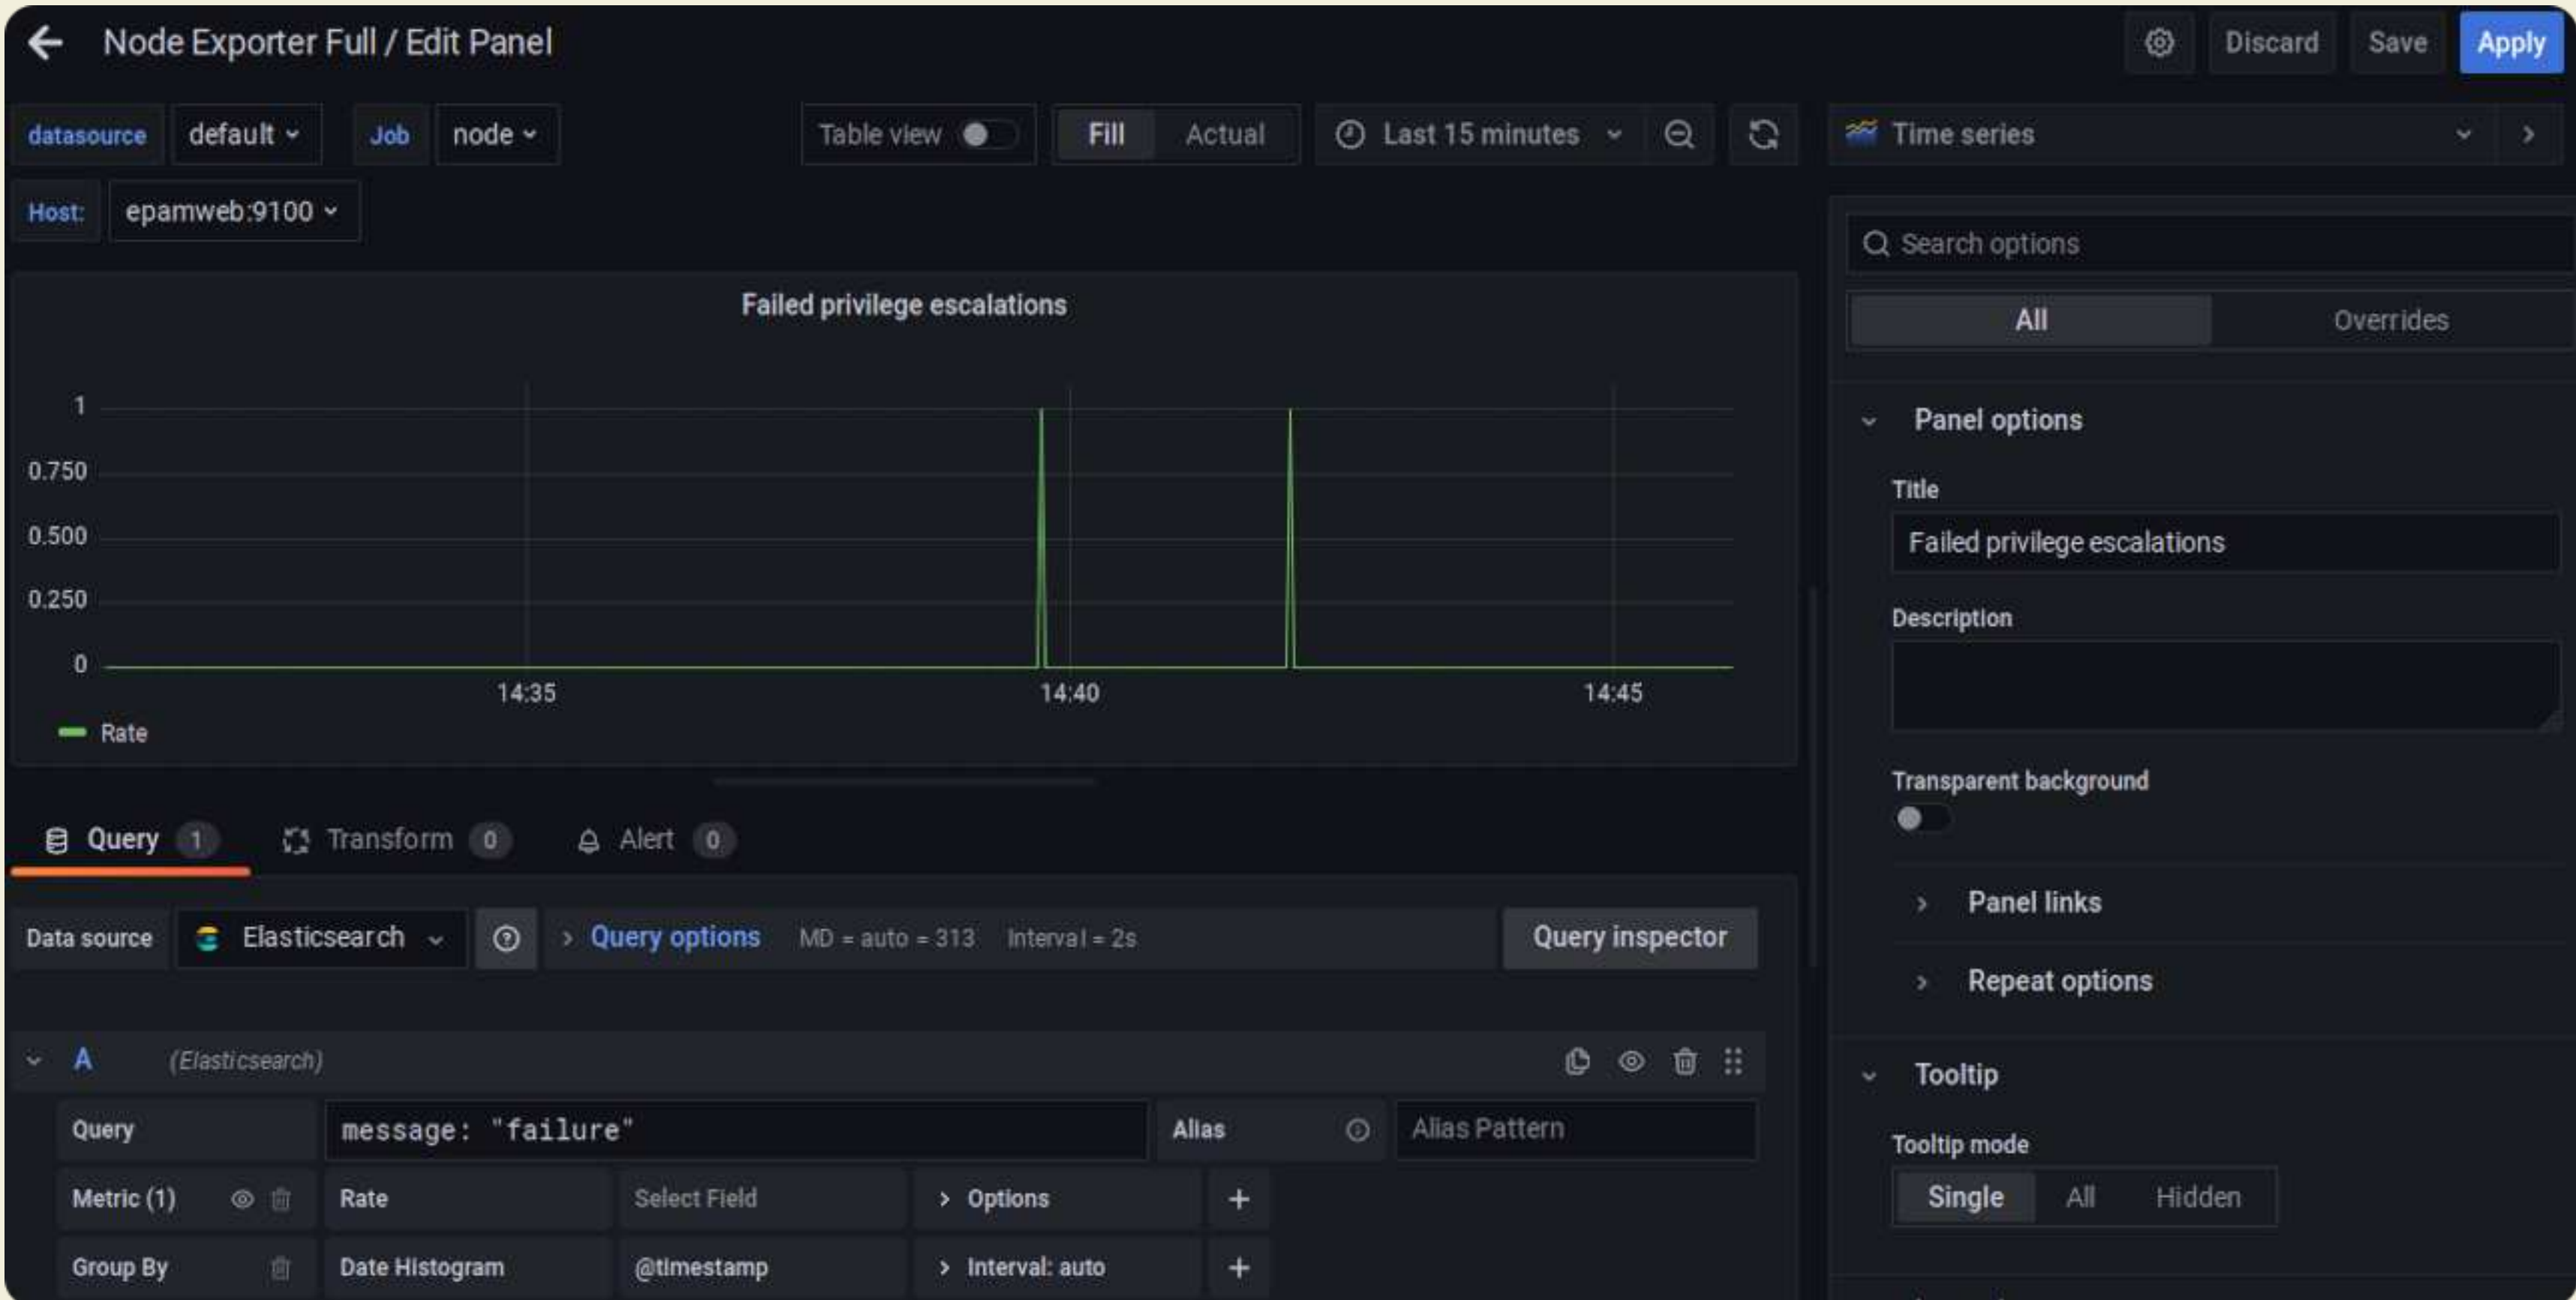 Node Exporter Full / Edit Panel
Discard Save Apply
datasource default Job node Table view Fill Actual Last 15 minutes Time series
Host: epamweb:9100
Search options
All Overrides
Failed privilege escalations
1
0.750
0.500
0.250
0
14:35 14:40 14:45
Rate
Panel options
Title
Failed privilege escalations
Description
Transparent background
Panel links
Repeat options
Tooltip
Tooltip mode
Single All Hidden
Query 1 Transform 0 Alert 0
Data source Elasticsearch Query options MD = auto = 313 Interval = 2s Query inspector
A (Elasticsearch)
Query message: "failure" Alias Alias Pattern
Metric (1) Rate Select Field Options +
Group By Date Histogram @timestamp Interval: auto +